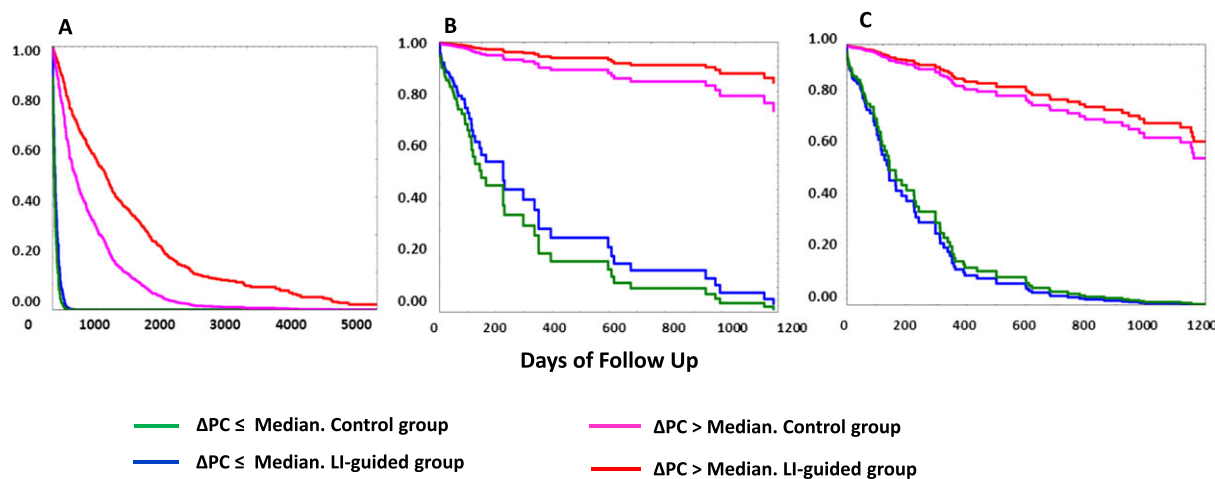 A
1.00
0.80
0.60
0.40
0.20
0.00
0 1000 2000 3000 4000 5000
B
1.00
0.80
0.60
0.40
0.20
0.00
0 200 400 600 800 1000 1200
C
1.00
0.80
0.60
0.40
0.20
0.00
0 200 400 600 800 1000 1200
Days of Follow Up
ΔPC ≤ Median. Control group
ΔPC > Median. Control group
ΔPC ≤ Median. LI-guided group
ΔPC > Median. LI-guided group